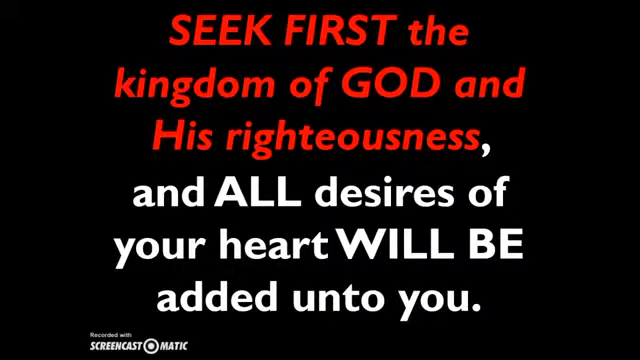 SEEK FIRST the
kingdom of GOD and
His righteousness,
and ALL desires of
your heart WILL BE
added unto you.
Recorded with
SCREENCAST-O-MATIC